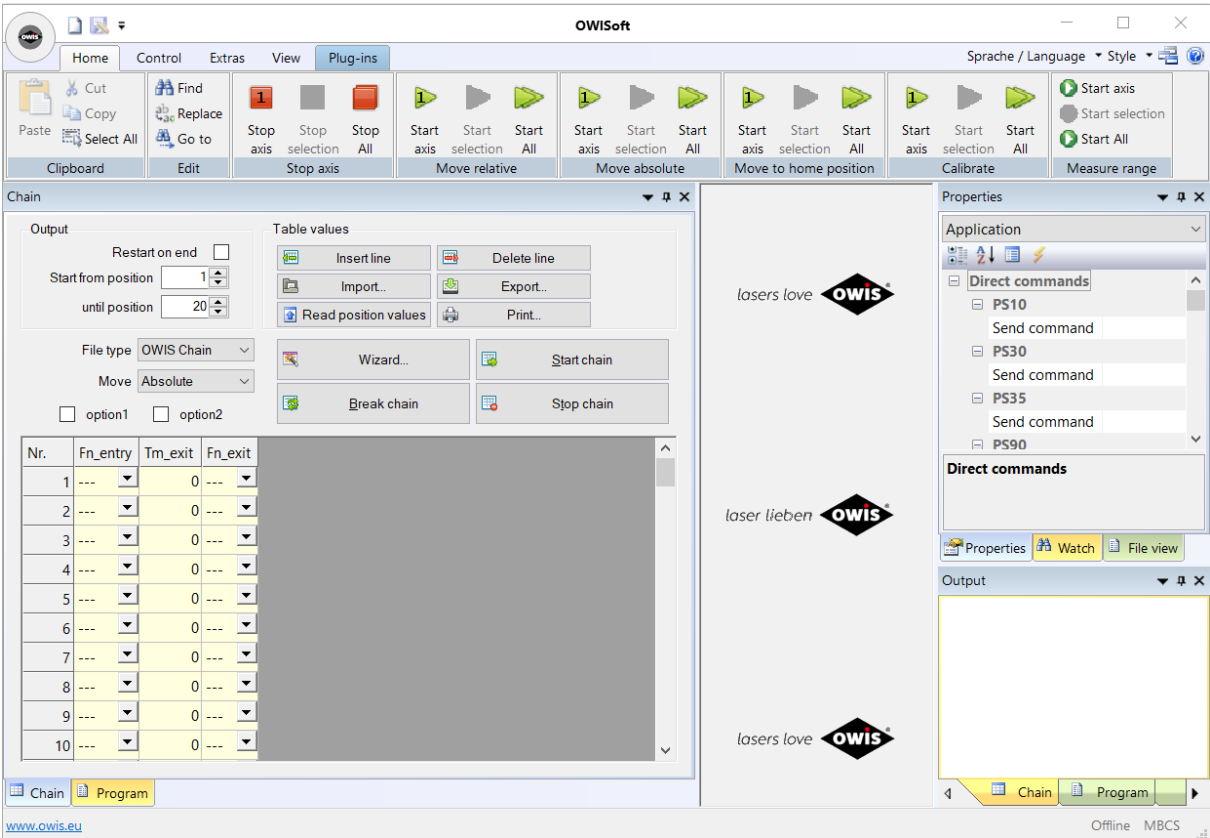 OWISoft
owis
Home Control Extras View Plug-ins Sprache / Language Style
Paste
Cut
Copy
Select All
Clipboard
Find
Replace
Go to
Edit
1
Stop axis
Stop selection
Stop All
Stop axis
1
Start axis
Start selection
Start All
Move relative
1
Start axis
Start selection
Start All
Move absolute
1
Start axis
Start selection
Start All
Move to home position
1
Start axis
Start selection
Start All
Calibrate
Start axis
Start selection
Start All
Measure range
Chain
Output
Restart on end
Start from position 1
until position 20
File type OWIS Chain
Move Absolute
option1 option2
Table values
Insert line Delete line
Import... Export...
Read position values Print...
Wizard... Start chain
Break chain Stop chain
Nr. Fn_entry Tm_exit Fn_exit
1 --- 0 ---
2 --- 0 ---
3 --- 0 ---
4 --- 0 ---
5 --- 0 ---
6 --- 0 ---
7 --- 0 ---
8 --- 0 ---
9 --- 0 ---
10 --- 0 ---
Chain Program
lasers love owis
laser lieben owis
lasers love owis
Properties
Application
Direct commands
PS10
Send command
PS30
Send command
PS35
Send command
PS90
Direct commands
Properties Watch File view
Output
Chain Program
www.owis.eu
Offline MBCS